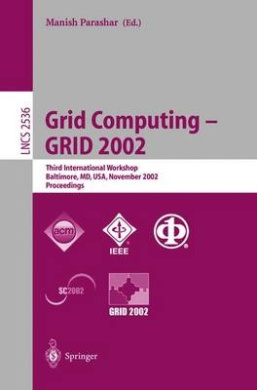 Manish Parashar (Ed.)
LNCS 2536
Grid Computing –
GRID 2002
Third International Workshop
Baltimore, MD, USA, November 2002
Proceedings
acm
IEEE
SC2002
GRID 2002
Springer